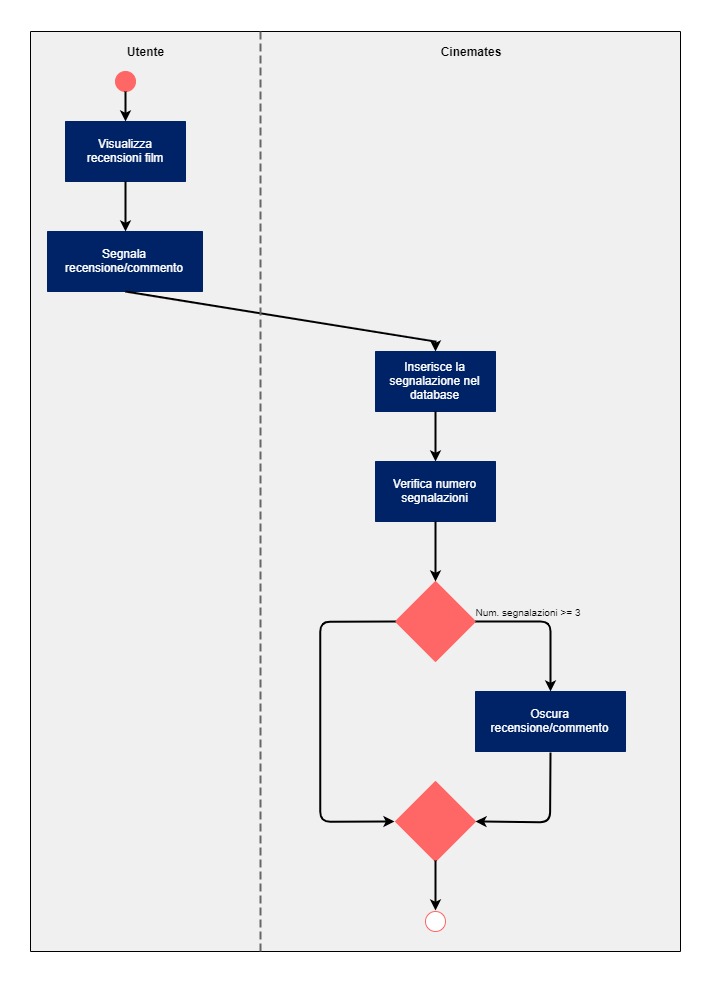 Utente
Cinemates
Visualizza
recensioni film
Segnala
recensione/commento
Inserisce la
segnalazione nel
database
Verifica numero
segnalazioni
Num. segnalazioni >= 3
Oscura
recensione/commento